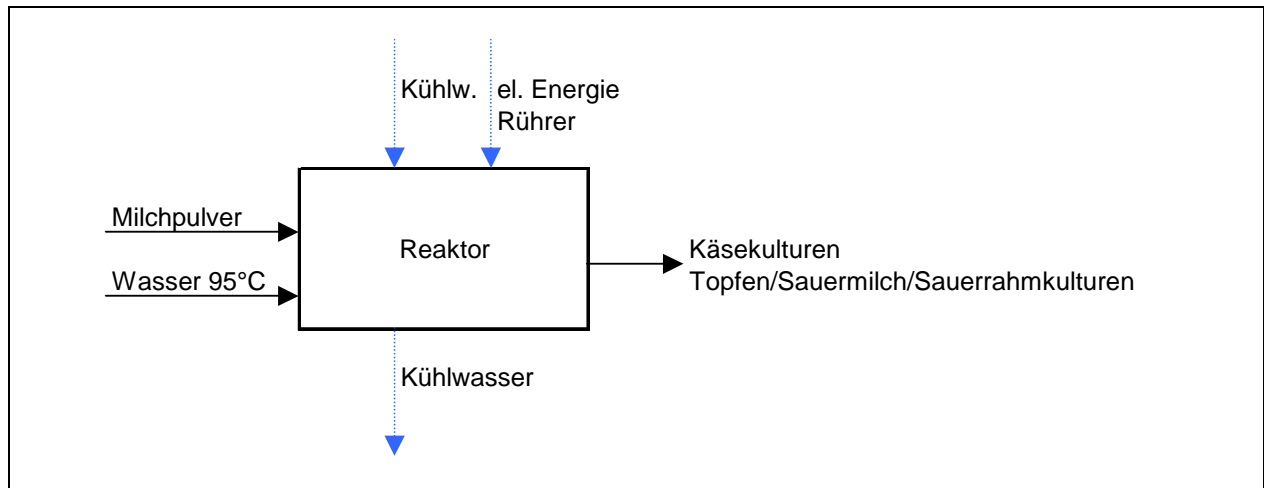 Kühlw.
el. Energie
Rührer
Milchpulver
Wasser 95°C
Reaktor
Käsekulturen
Topfen/Sauermilch/Sauerrahmkulturen
Kühlwasser